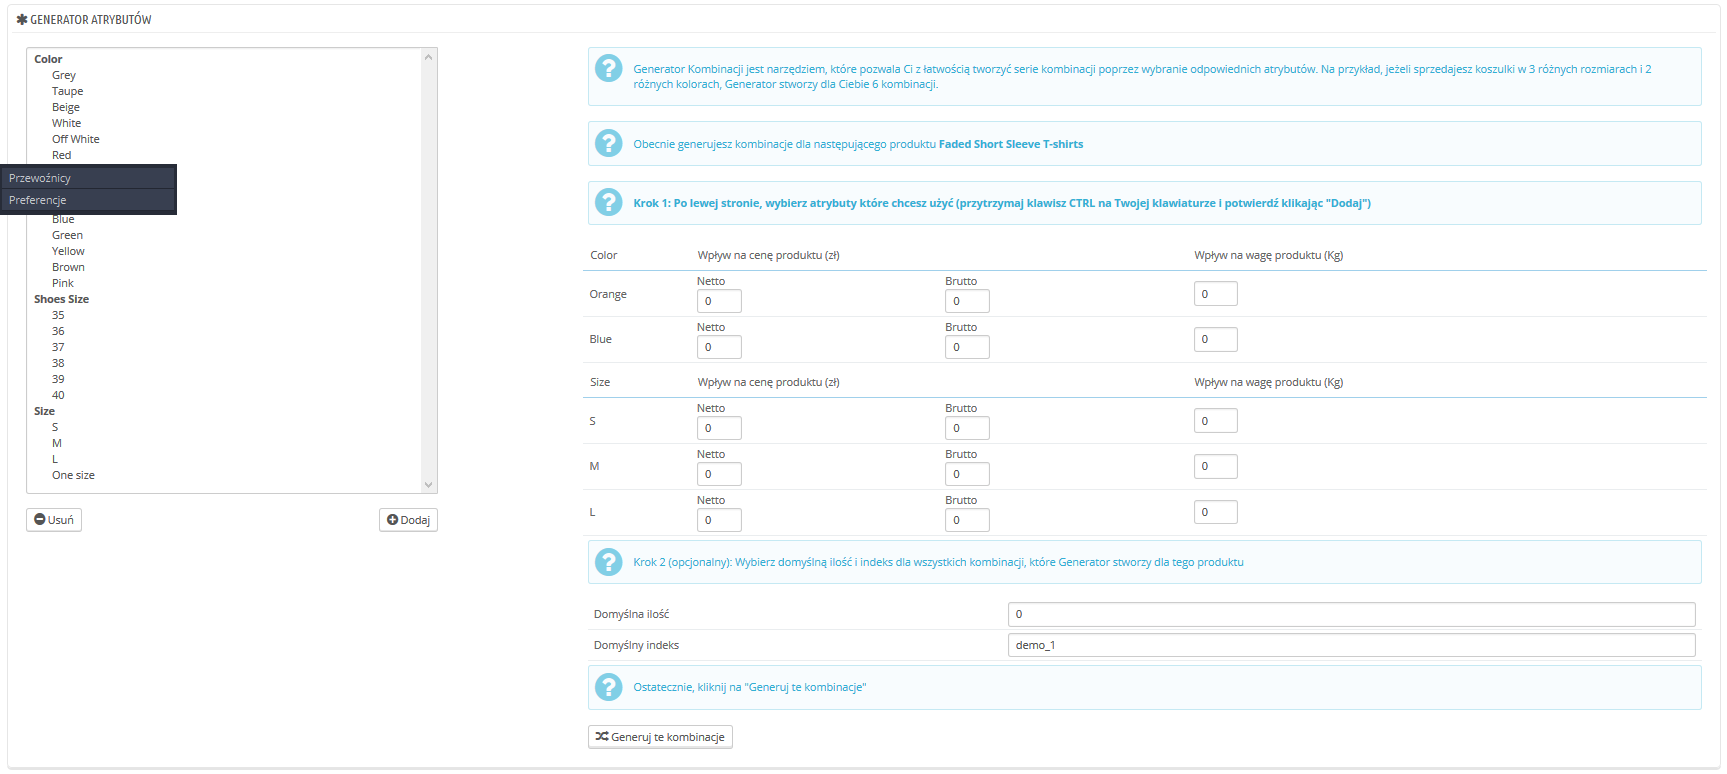 GENERATOR ATRYBUTÓW
Color
Grey
Taupe
Beige
White
Off White
Red
Przewoźnicy
Preferencje
Blue
Green
Yellow
Brown
Pink
Shoes Size
35
36
37
38
39
40
Size
S
M
L
One size
Usuń
Dodaj
Generator Kombinacji jest narzędziem, które pozwala Ci z łatwością tworzyć serie kombinacji poprzez wybranie odpowiednich atrybutów. Na przykład, jeżeli sprzedajesz koszulki w 3 różnych rozmiarach i 2
różnych kolorach, Generator stworzy dla Ciebie 6 kombinacji.
Obecnie generujesz kombinacje dla następującego produktu Faded Short Sleeve T-shirts
Krok 1: Po lewej stronie, wybierz atrybuty które chcesz użyć (przytrzymaj klawisz CTRL na Twojej klawiaturze i potwierdź klikając "Dodaj")
Color Wpływ na cenę produktu (zł) Wpływ na wagę produktu (Kg)
Netto Brutto
Orange 0 0 0
Netto Brutto
Blue 0 0 0
Size Wpływ na cenę produktu (zł) Wpływ na wagę produktu (Kg)
Netto Brutto
S 0 0 0
Netto Brutto
M 0 0 0
Netto Brutto
L 0 0 0
Krok 2 (opcjonalny): Wybierz domyślną ilość i indeks dla wszystkich kombinacji, które Generator stworzy dla tego produktu
Domyślna ilość 0
Domyślny indeks demo_1
Ostatecznie, kliknij na "Generuj te kombinacje"
Generuj te kombinacje